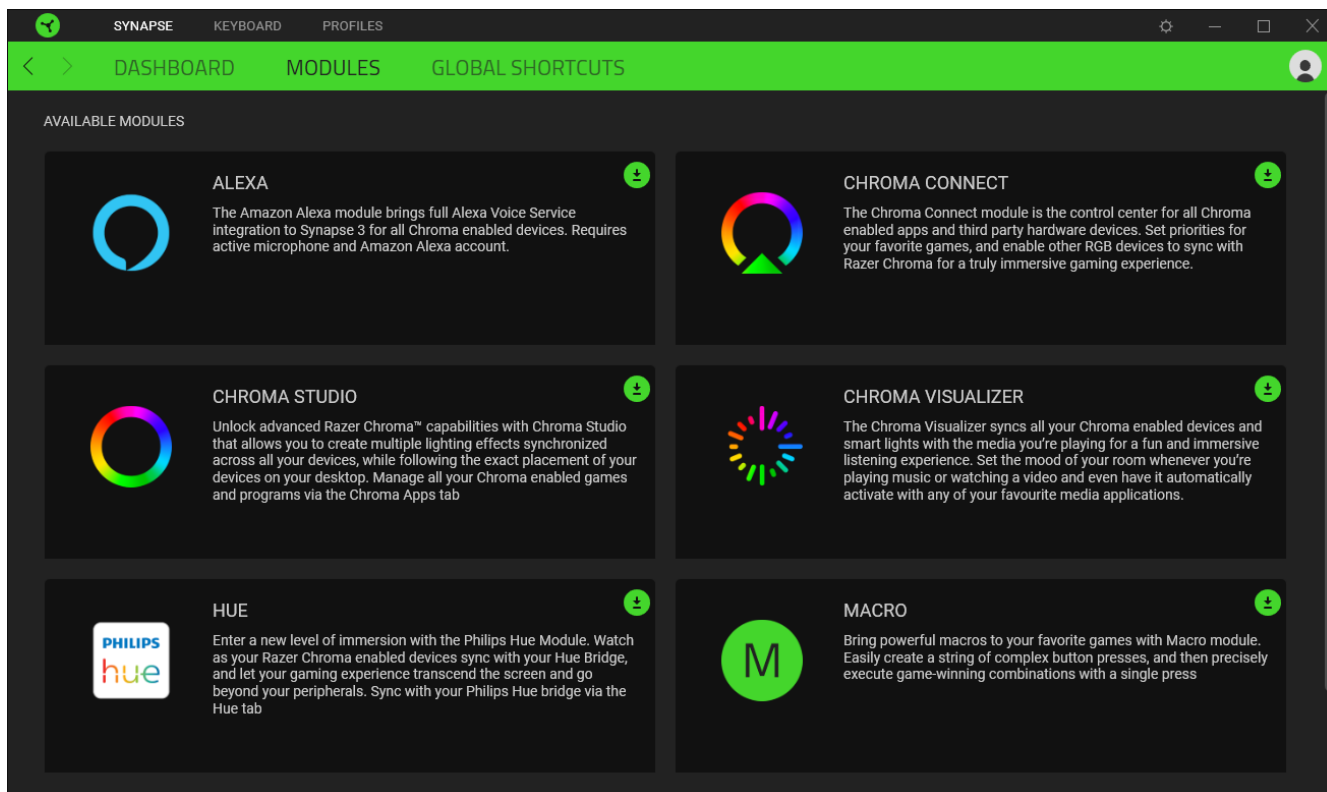 SYNAPSE KEYBOARD PROFILES
DASHBOARD MODULES GLOBAL SHORTCUTS
AVAILABLE MODULES
ALEXA
The Amazon Alexa module brings full Alexa Voice Service
integration to Synapse 3 for all Chroma enabled devices. Requires
active microphone and Amazon Alexa account.
CHROMA CONNECT
The Chroma Connect module is the control center for all Chroma
enabled apps and third party hardware devices. Set priorities for
your favorite games, and enable other RGB devices to sync with
Razer Chroma for a truly immersive gaming experience.
CHROMA STUDIO
Unlock advanced Razer Chroma™ capabilities with Chroma Studio
that allows you to create multiple lighting effects synchronized
across all your devices, while following the exact placement of your
devices on your desktop. Manage all your Chroma enabled games
and programs via the Chroma Apps tab
CHROMA VISUALIZER
The Chroma Visualizer syncs all your Chroma enabled devices and
smart lights with the media you're playing for a fun and immersive
listening experience. Set the mood of your room whenever you're
playing music or watching a video and even have it automatically
activate with any of your favourite media applications.
PHILIPS
hue
HUE
Enter a new level of immersion with the Philips Hue Module. Watch
as your Razer Chroma enabled devices sync with your Hue Bridge,
and let your gaming experience transcend the screen and go
beyond your peripherals. Sync with your Philips Hue bridge via the
Hue tab
M
MACRO
Bring powerful macros to your favorite games with Macro module.
Easily create a string of complex button presses, and then precisely
execute game-winning combinations with a single press